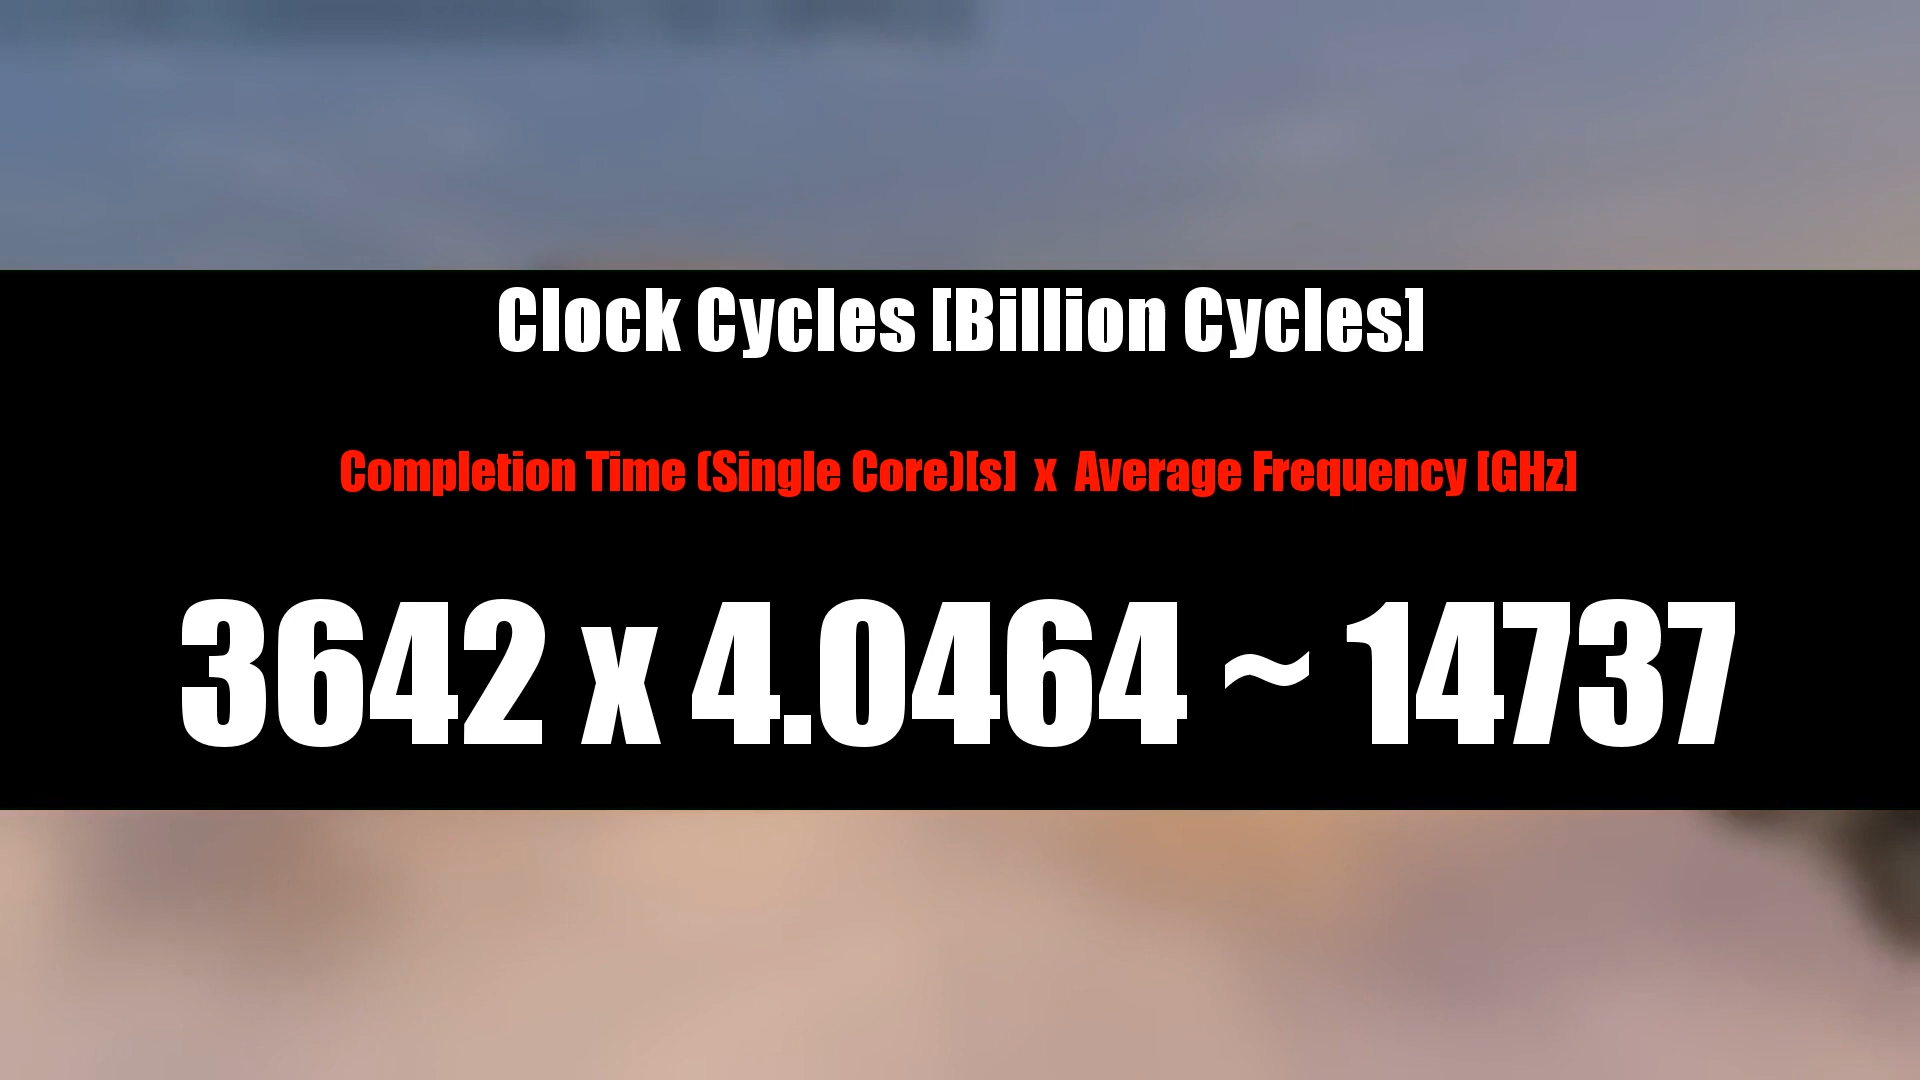 Clock Cycles [Billion Cycles]
Completion Time (Single Core)[s] x Average Frequency [GHz]
3642 x 4.0464 ~ 14737